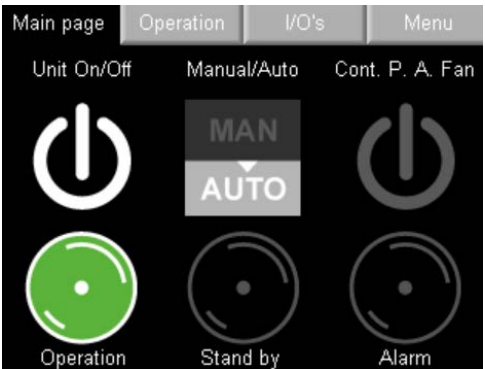 Main page Operation I/O's Menu
Unit On/Off Manual/Auto Cont. P. A. Fan
MAN
AUTO
Operation Stand by Alarm